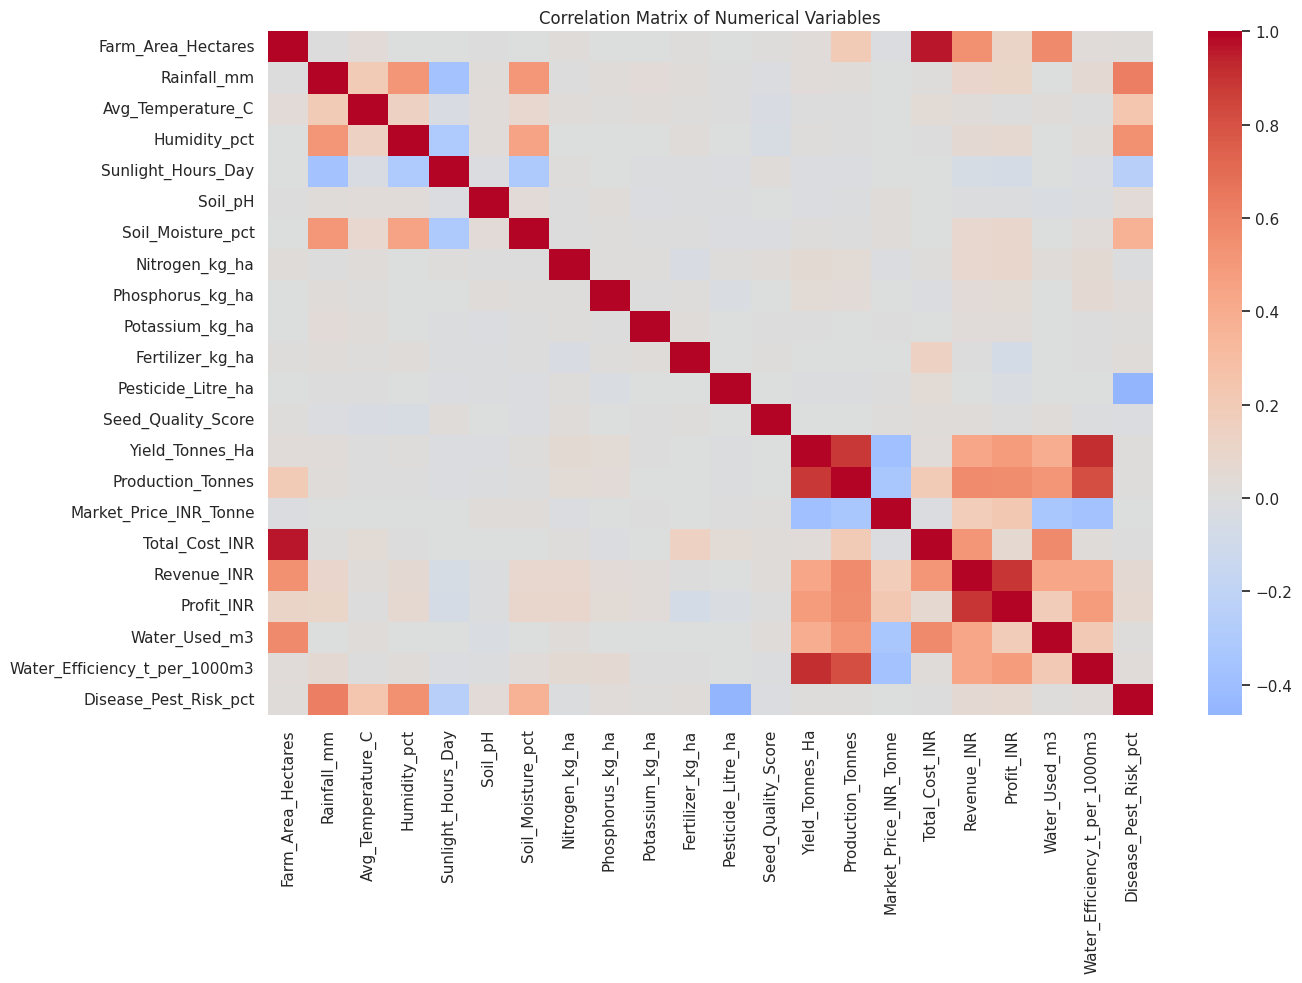 Correlation Matrix of Numerical Variables
Farm_Area_Hectares
Rainfall_mm
Avg_Temperature_C
Humidity_pct
Sunlight_Hours_Day
Soil_pH
Soil_Moisture_pct
Nitrogen_kg_ha
Phosphorus_kg_ha
Potassium_kg_ha
Fertilizer_kg_ha
Pesticide_Litre_ha
Seed_Quality_Score
Yield_Tonnes_Ha
Production_Tonnes
Market_Price_INR_Tonne
Total_Cost_INR
Revenue_INR
Profit_INR
Water_Used_m3
Water_Efficiency_t_per_1000m3
Disease_Pest_Risk_pct
Farm_Area_Hectares
Rainfall_mm
Avg_Temperature_C
Humidity_pct
Sunlight_Hours_Day
Soil_pH
Soil_Moisture_pct
Nitrogen_kg_ha
Phosphorus_kg_ha
Potassium_kg_ha
Fertilizer_kg_ha
Pesticide_Litre_ha
Seed_Quality_Score
Yield_Tonnes_Ha
Production_Tonnes
Market_Price_INR_Tonne
Total_Cost_INR
Revenue_INR
Profit_INR
Water_Used_m3
Water_Efficiency_t_per_1000m3
Disease_Pest_Risk_pct
1.0
0.8
0.6
0.4
0.2
0.0
−0.2
−0.4